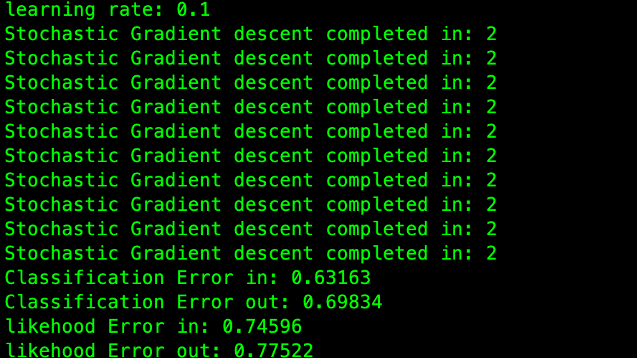 learning rate: 0.1
Stochastic Gradient descent completed in: 2
Stochastic Gradient descent completed in: 2
Stochastic Gradient descent completed in: 2
Stochastic Gradient descent completed in: 2
Stochastic Gradient descent completed in: 2
Stochastic Gradient descent completed in: 2
Stochastic Gradient descent completed in: 2
Stochastic Gradient descent completed in: 2
Stochastic Gradient descent completed in: 2
Stochastic Gradient descent completed in: 2
Classification Error in: 0.63163
Classification Error out: 0.69834
likehood Error in: 0.74596
likehood Error out: 0.77522